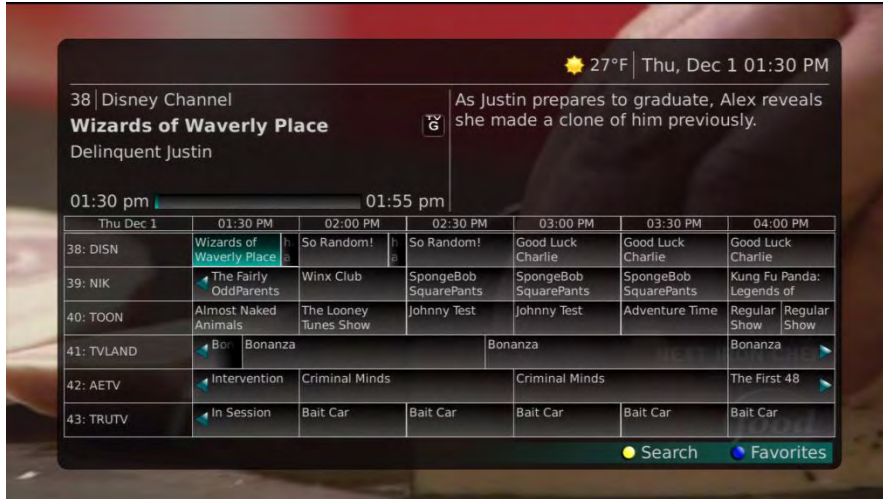 27°F Thu, Dec 1 01:30 PM
38 Disney Channel
Wizards of Waverly Place
TV G
Delinquent Justin
As Justin prepares to graduate, Alex reveals
she made a clone of him previously.
01:30 pm 01:55 pm
Thu Dec 1 01:30 PM 02:00 PM 02:30 PM 03:00 PM 03:30 PM 04:00 PM
38: DISN
Wizards of
Waverly Place
h
a
So Random!
h
a
So Random!
Good Luck
Charlie
Good Luck
Charlie
Good Luck
Charlie
39: NIK
The Fairly
OddParents
Winx Club
SpongeBob
SquarePants
SpongeBob
SquarePants
SpongeBob
SquarePants
Kung Fu Panda:
Legends of
40: TOON
Almost Naked
Animals
The Looney
Tunes Show
Johnny Test
Johnny Test
Adventure Time
Regular
Show
Regular
Show
41: TVLAND
Bon
Bonanza
Bonanza
Bonanza
NEXT IRON CHEF
42: AETV
Intervention
Criminal Minds
Criminal Minds
The First 48
43: TRUTV
In Session
Bait Car
Bait Car
Bait Car
Bait Car
Bait Car
food
Search Favorites